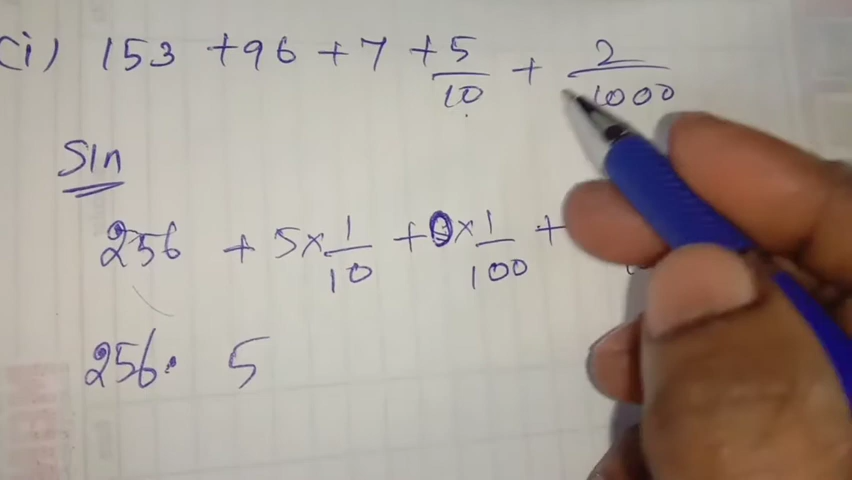 (i) 153 + 96 + 7 + 5/10 + 2/1000
Sln
256 + 5 × 1/10 + 0 × 1/100 +
256. 5